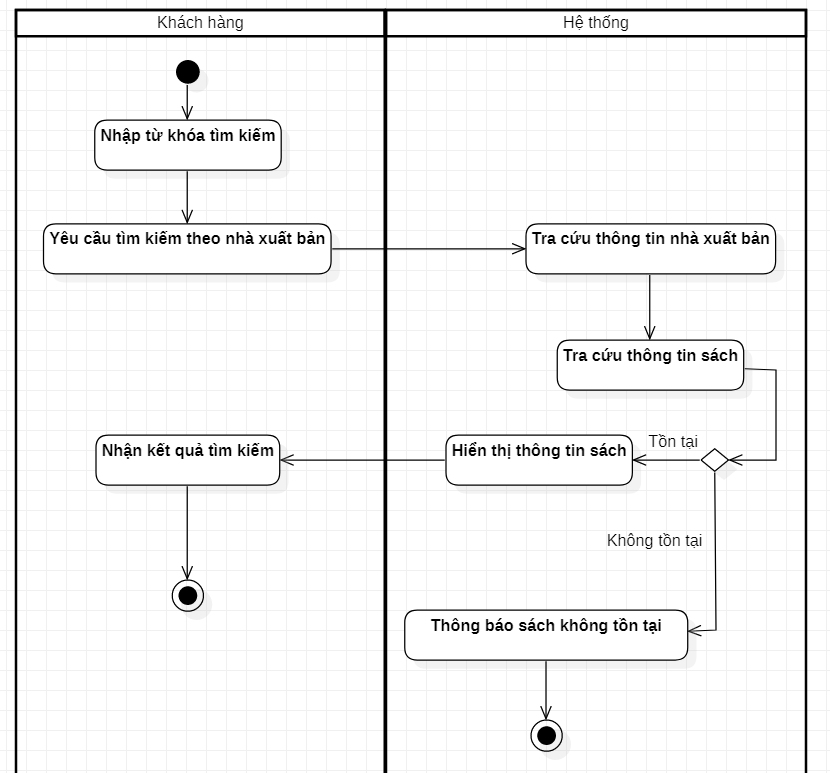 Khách hàng
Hệ thống
Nhập từ khóa tìm kiếm
Yêu cầu tìm kiếm theo nhà xuất bản
Tra cứu thông tin nhà xuất bản
Tra cứu thông tin sách
Tồn tại
Hiển thị thông tin sách
Nhận kết quả tìm kiếm
Không tồn tại
Thông báo sách không tồn tại